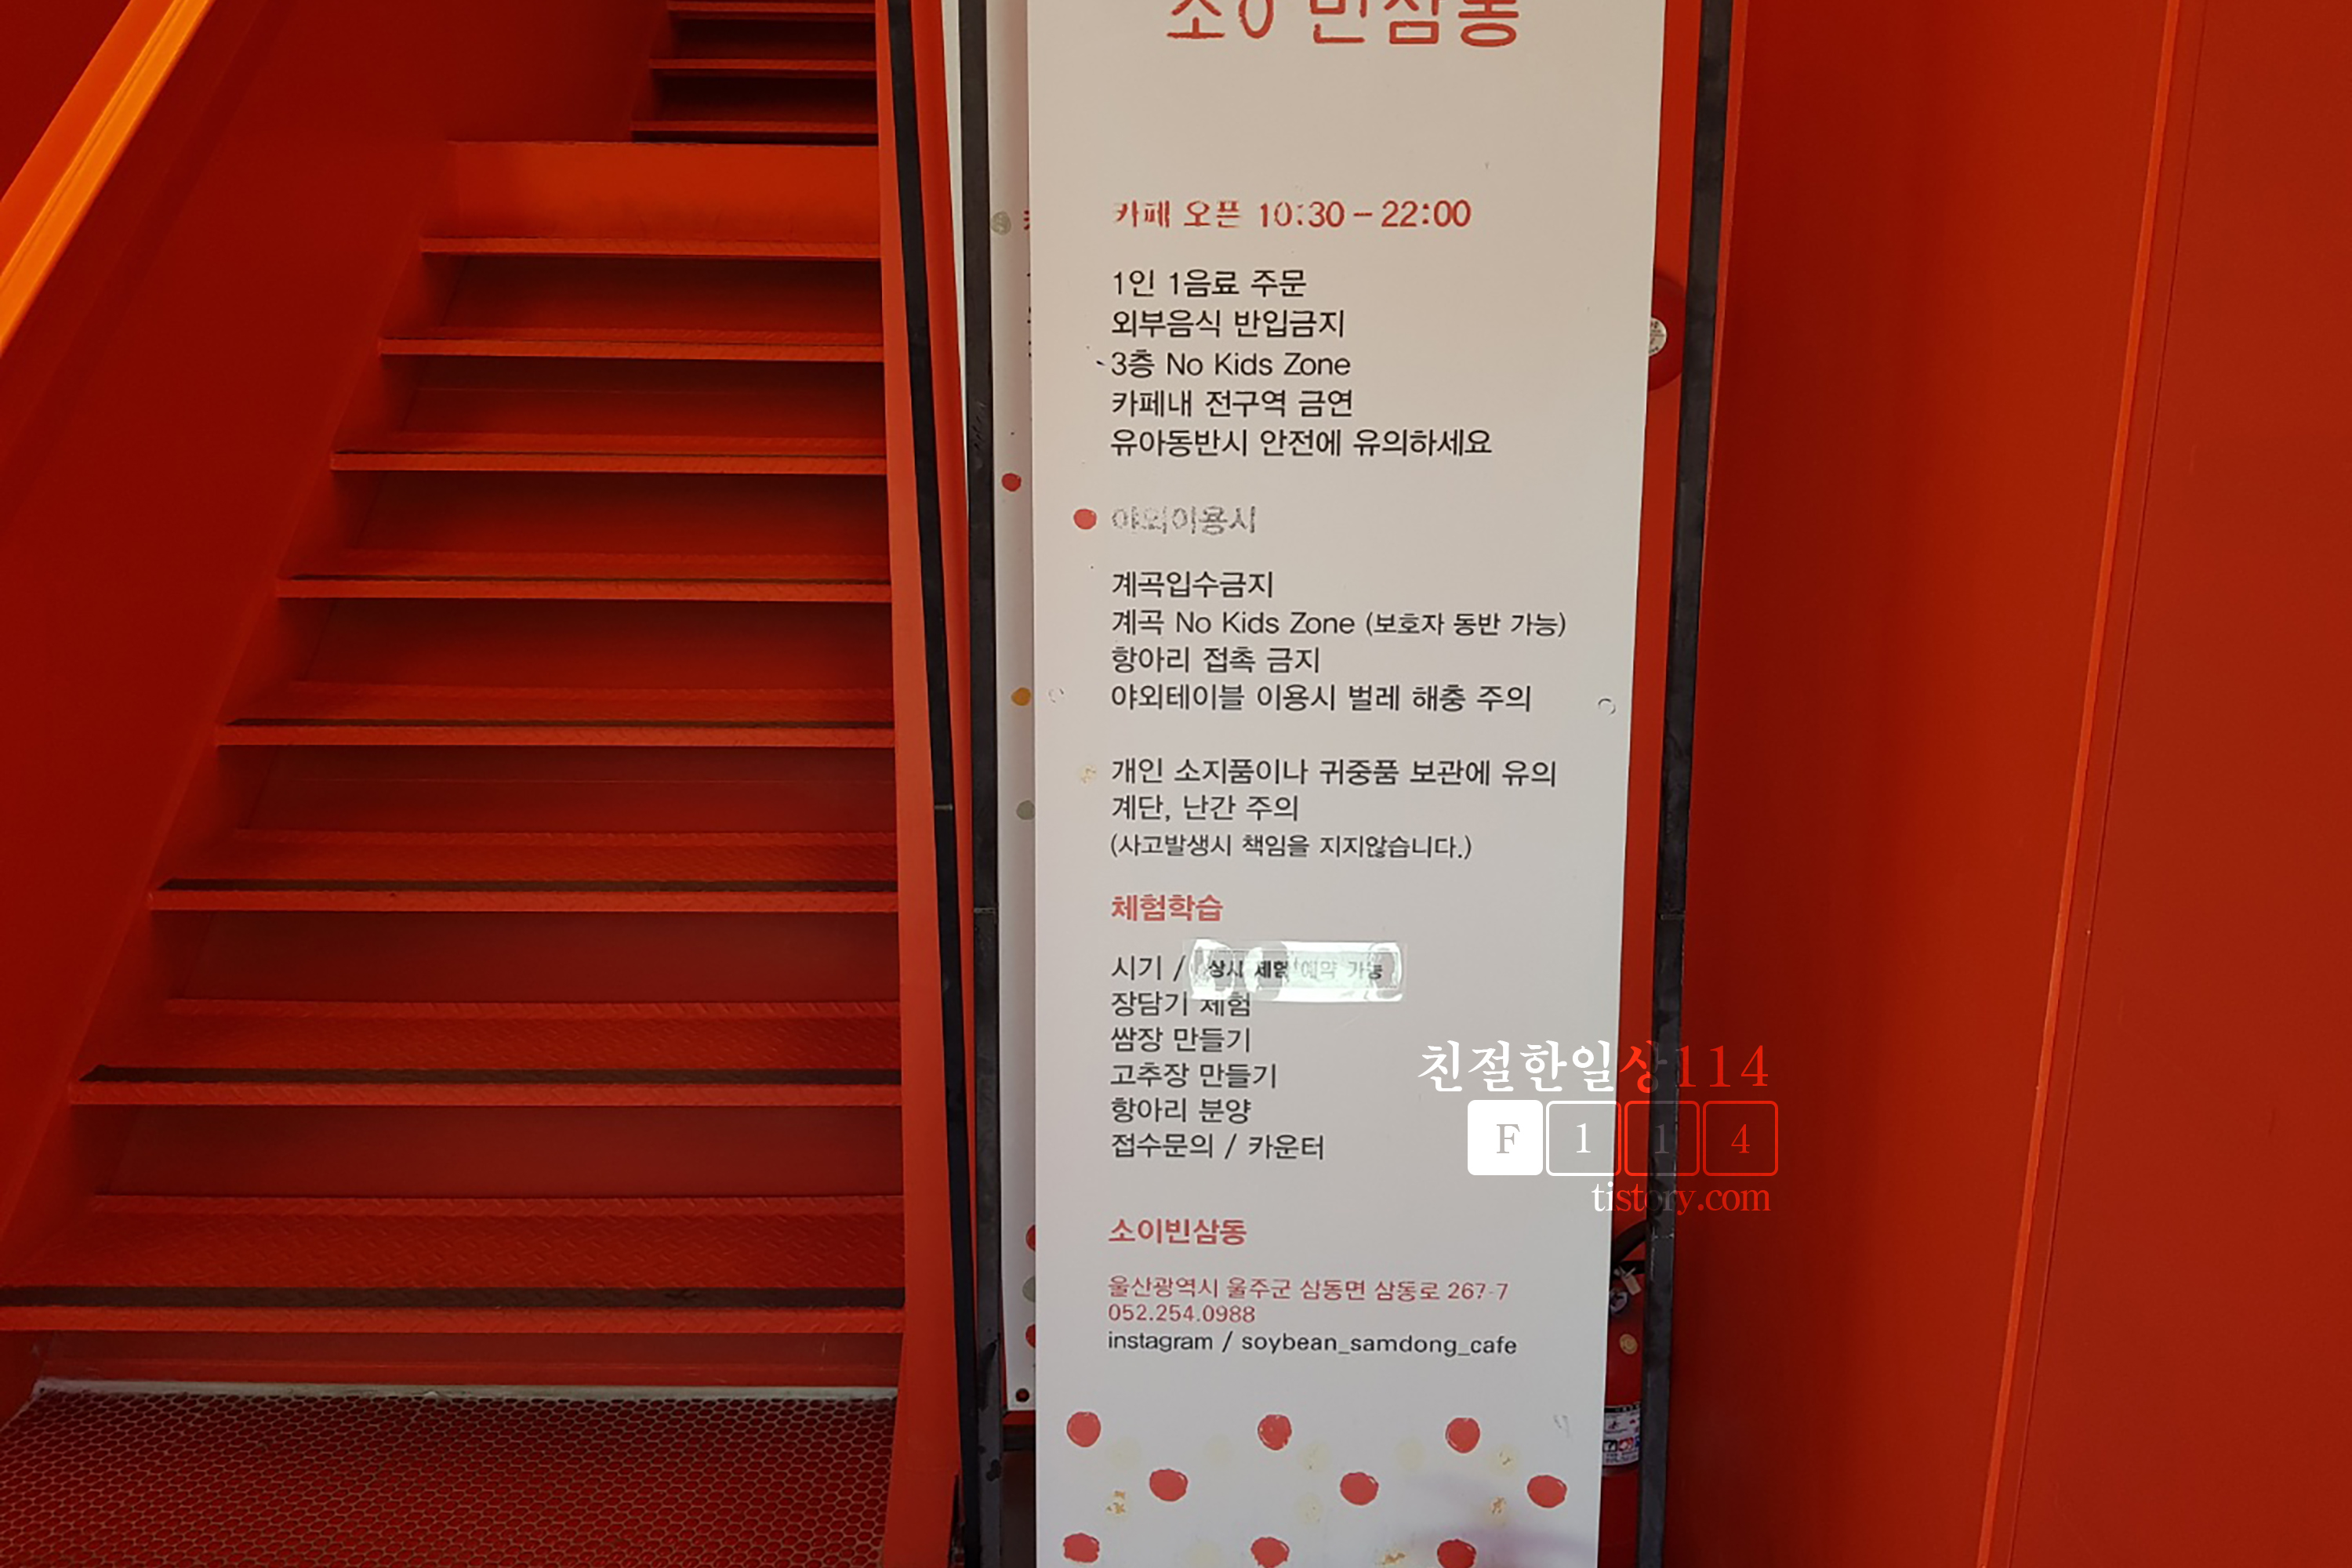 소이빈삼동
카페 오픈 10:30 – 22:00
1인 1음료 주문
외부음식 반입금지
3층 No Kids Zone
카페내 전구역 금연
유아동반시 안전에 유의하세요
야외이용시
계곡입수금지
계곡 No Kids Zone (보호자 동반 가능)
항아리 접촉 금지
야외테이블 이용시 벌레 해충 주의
개인 소지품이나 귀중품 보관에 유의
계단, 난간 주의
(사고발생시 책임을 지지않습니다.)
체험학습
시기 / 상시 체험 예약 가능
장담기 체험
쌈장 만들기
고추장 만들기
항아리 분양
접수문의 / 카운터
소이빈삼동
울산광역시 울주군 삼동면 삼동로 267-7
052.254.0988
instagram / soybean_samdong_cafe
친절한일상114
F 1 1 4
tistory.com